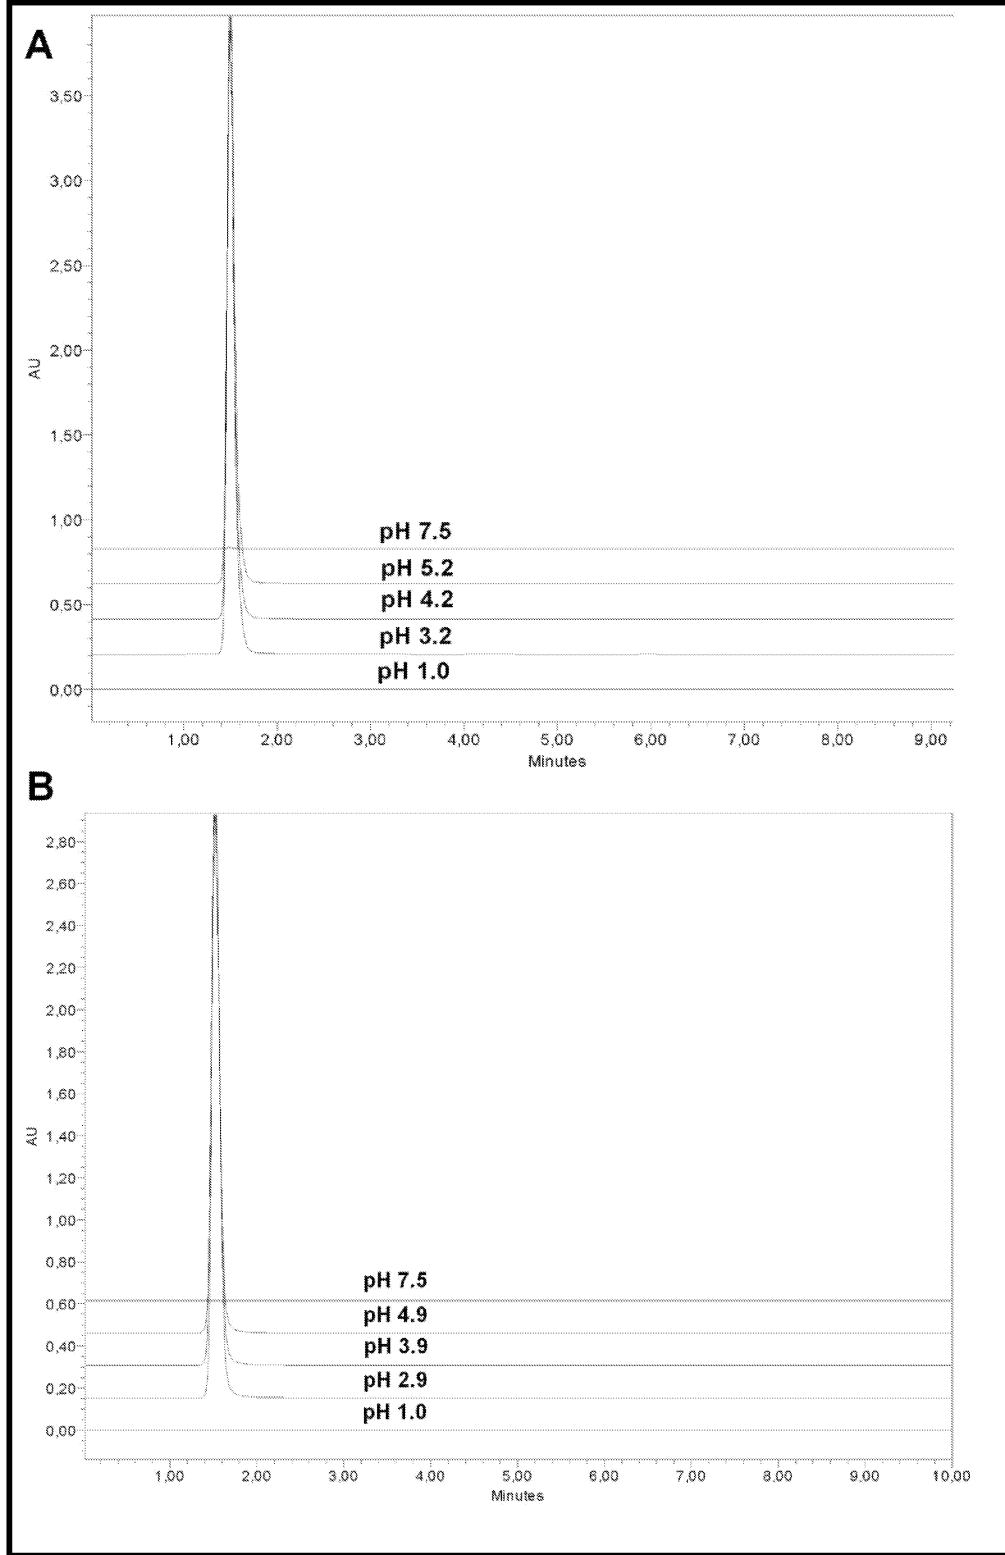 A
3,50
3,00
2,50
2,00
1,50
1,00
0,50
0,00
AU
pH 7.5
pH 5.2
pH 4.2
pH 3.2
pH 1.0
1,00 2,00 3,00 4,00 5,00 6,00 7,00 8,00 9,00
Minutes
B
2,80
2,60
2,40
2,20
2,00
1,80
1,60
1,40
1,20
1,00
0,80
0,60
0,40
0,20
0,00
AU
pH 7.5
pH 4.9
pH 3.9
pH 2.9
pH 1.0
1,00 2,00 3,00 4,00 5,00 6,00 7,00 8,00 9,00 10,00
Minutes